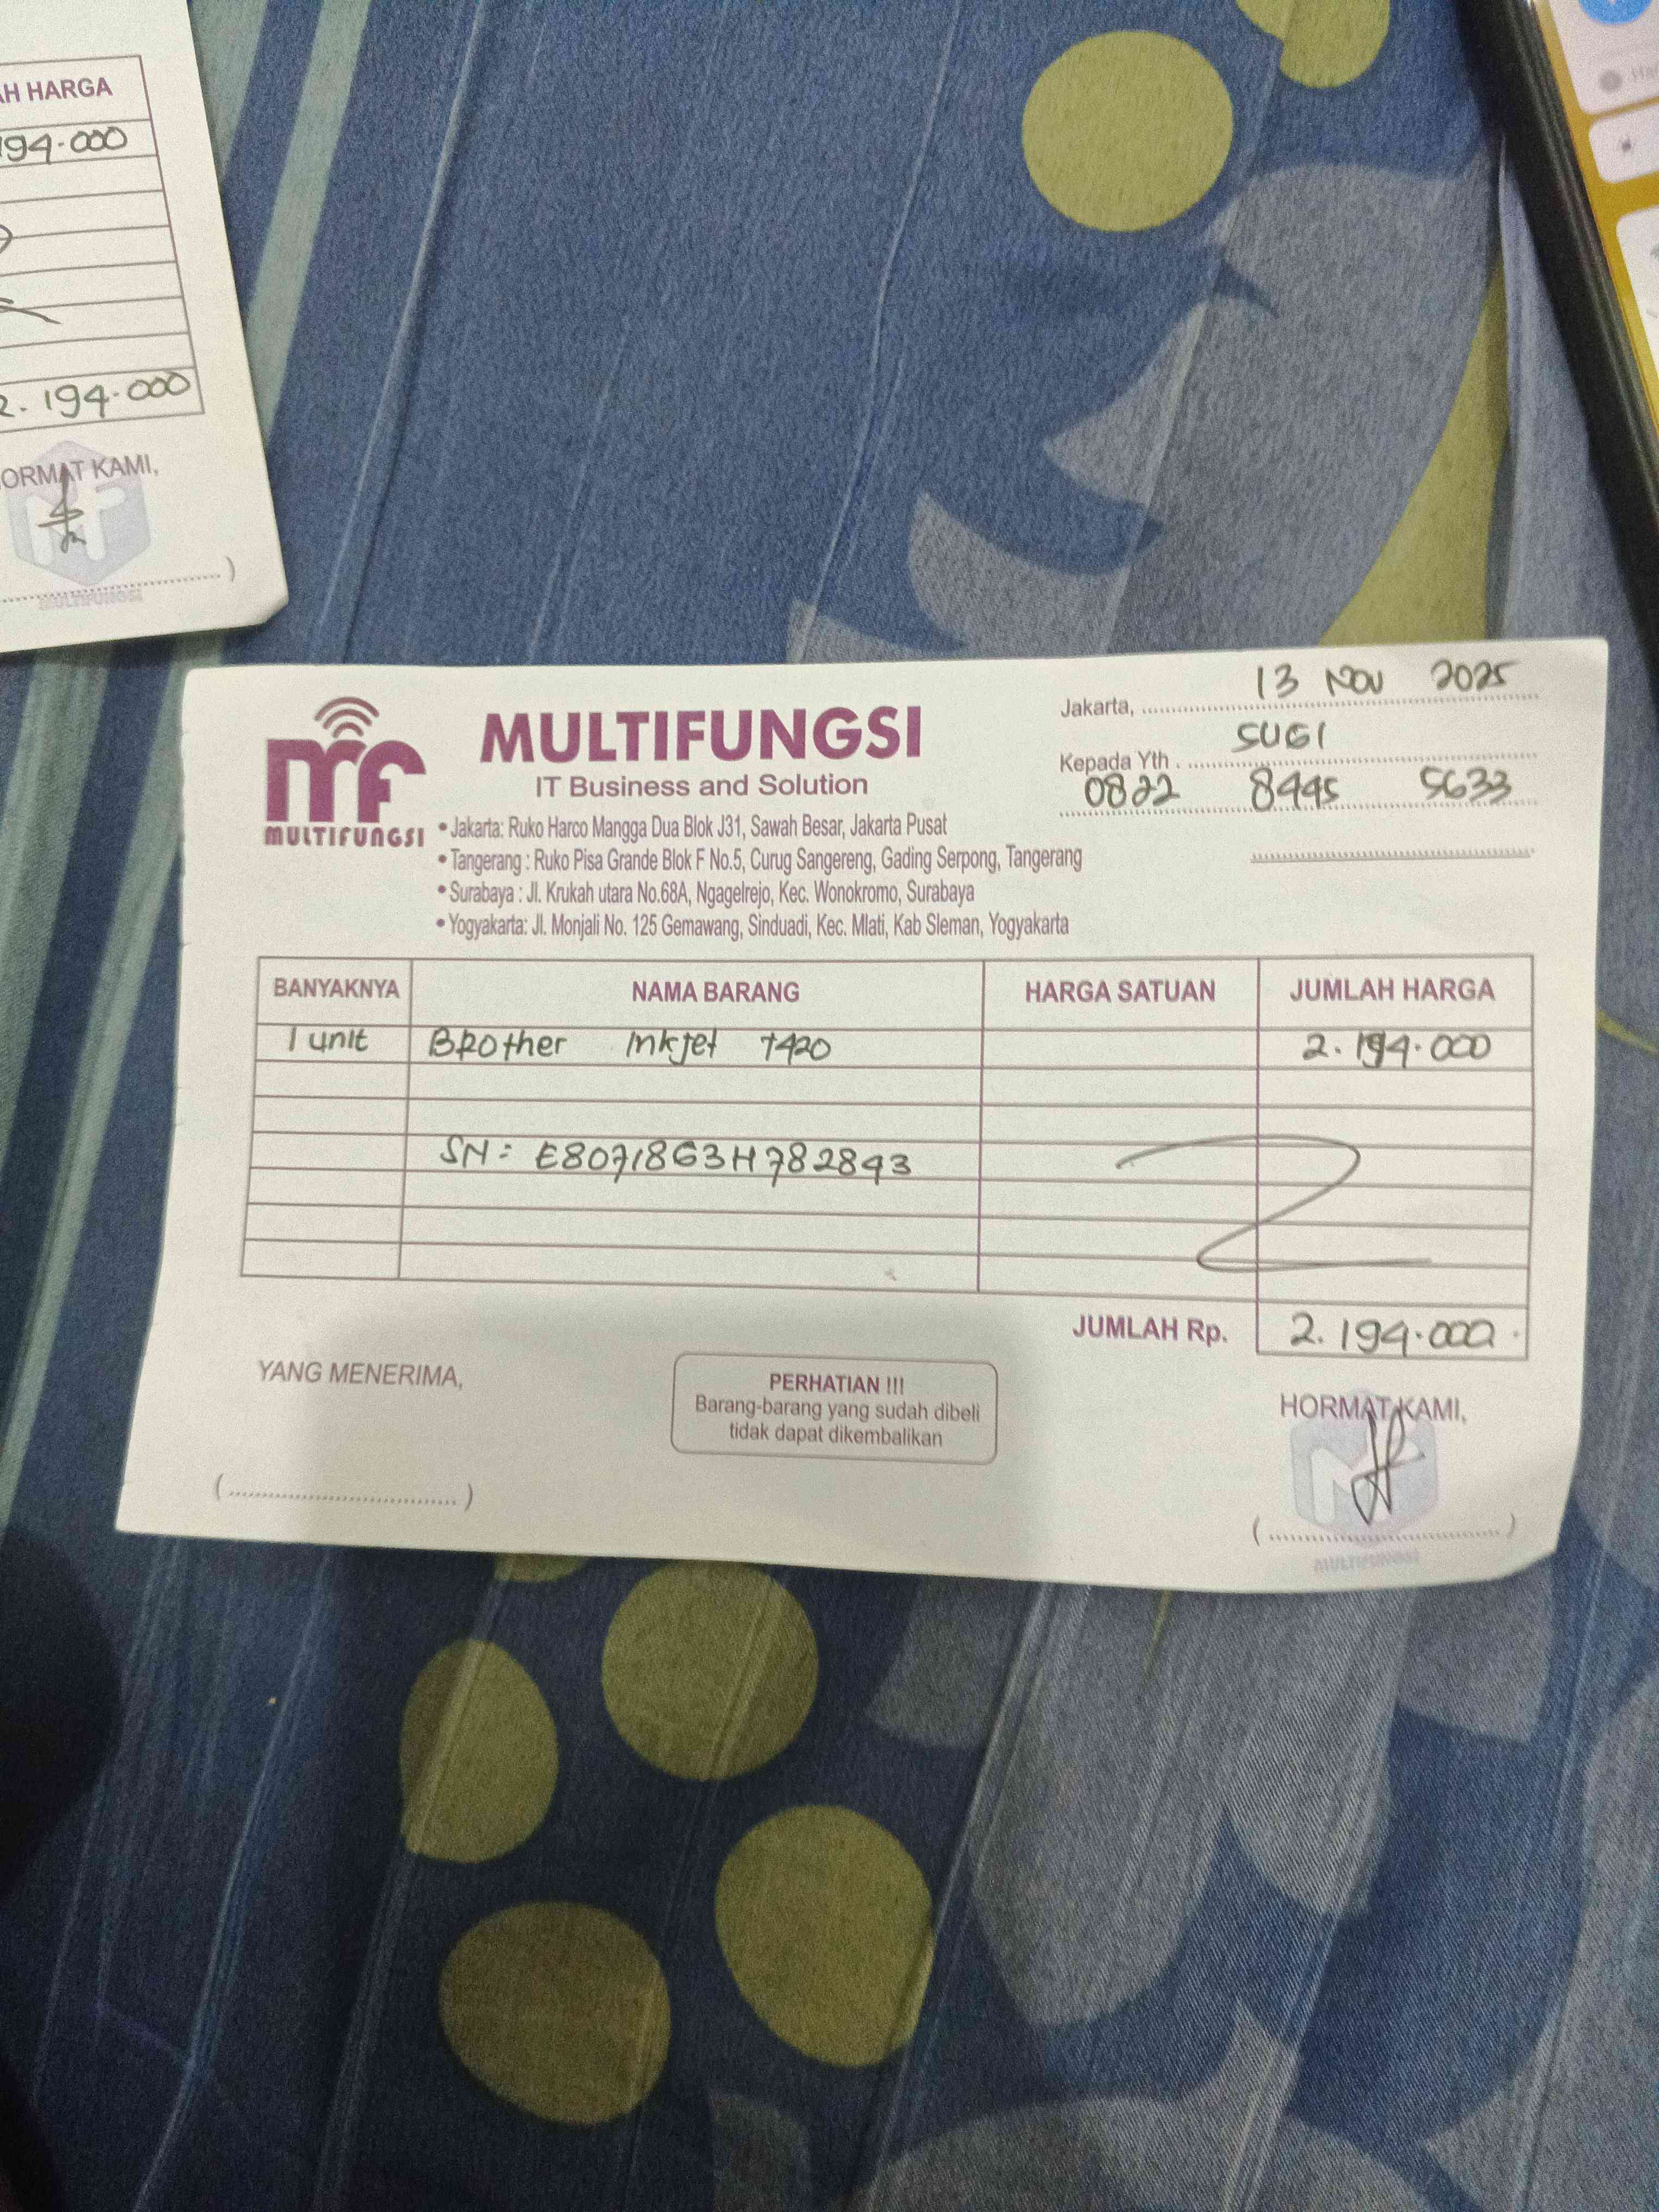 AH HARGA
194.000
2.194.000
HORMAT KAMI,
MULTIFUNGSI
13 NOV 2025
Jakarta,
SUGI
Kepada Yth .
0822 8445 5633
MULTIFUNGSI
IT Business and Solution
MULTIFUNGSI
• Jakarta: Ruko Harco Mangga Dua Blok J31, Sawah Besar, Jakarta Pusat
• Tangerang : Ruko Pisa Grande Blok F No.5, Curug Sangereng, Gading Serpong, Tangerang
• Surabaya : Jl. Krukah utara No.68A, Ngagelrejo, Kec. Wonokromo, Surabaya
• Yogyakarta: Jl. Monjali No. 125 Gemawang, Sinduadi, Kec. Mlati, Kab Sleman, Yogyakarta
BANYAKNYA NAMA BARANG HARGA SATUAN JUMLAH HARGA
1 unit Brother Inkjet T420 2.194.000
SN: E80718G3H782843
JUMLAH Rp. 2.194.000
YANG MENERIMA,
PERHATIAN !!!
Barang-barang yang sudah dibeli
tidak dapat dikembalikan
HORMAT KAMI,
MULTIFUNGSI